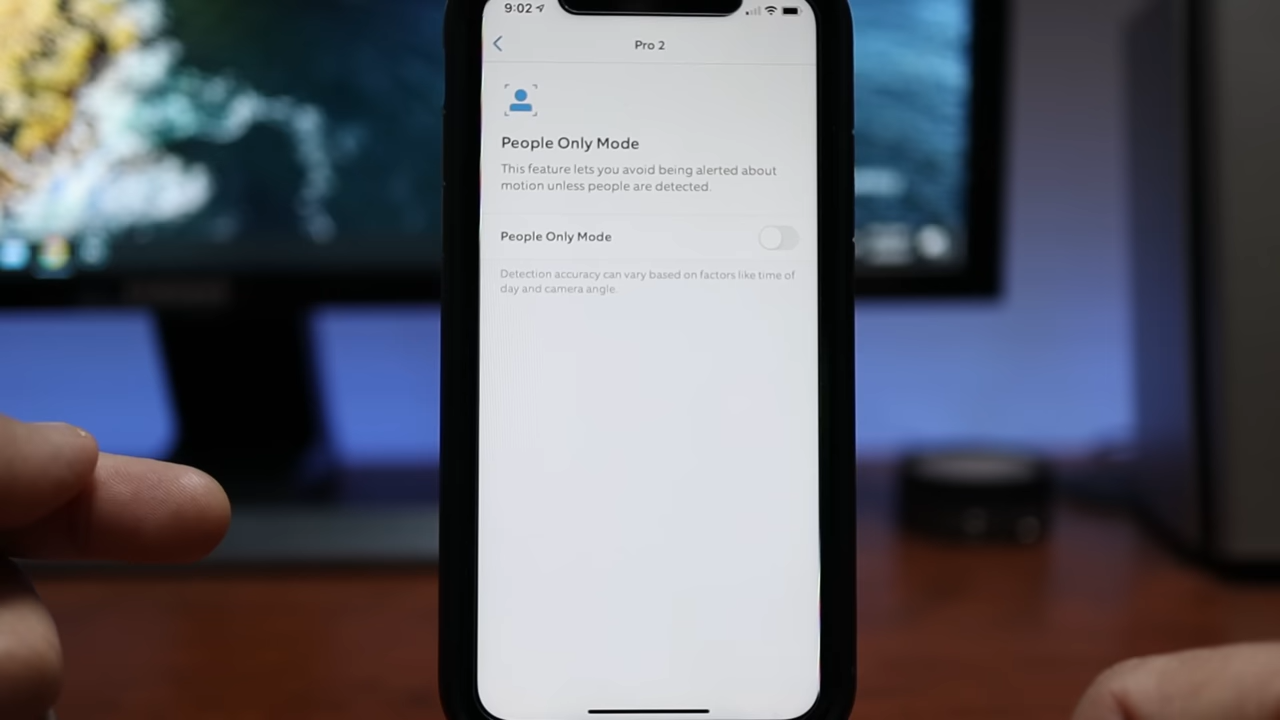 9:02
Pro 2
People Only Mode
This feature lets you avoid being alerted about
motion unless people are detected.
People Only Mode
Detection accuracy can vary based on factors like time of
day and camera angle.